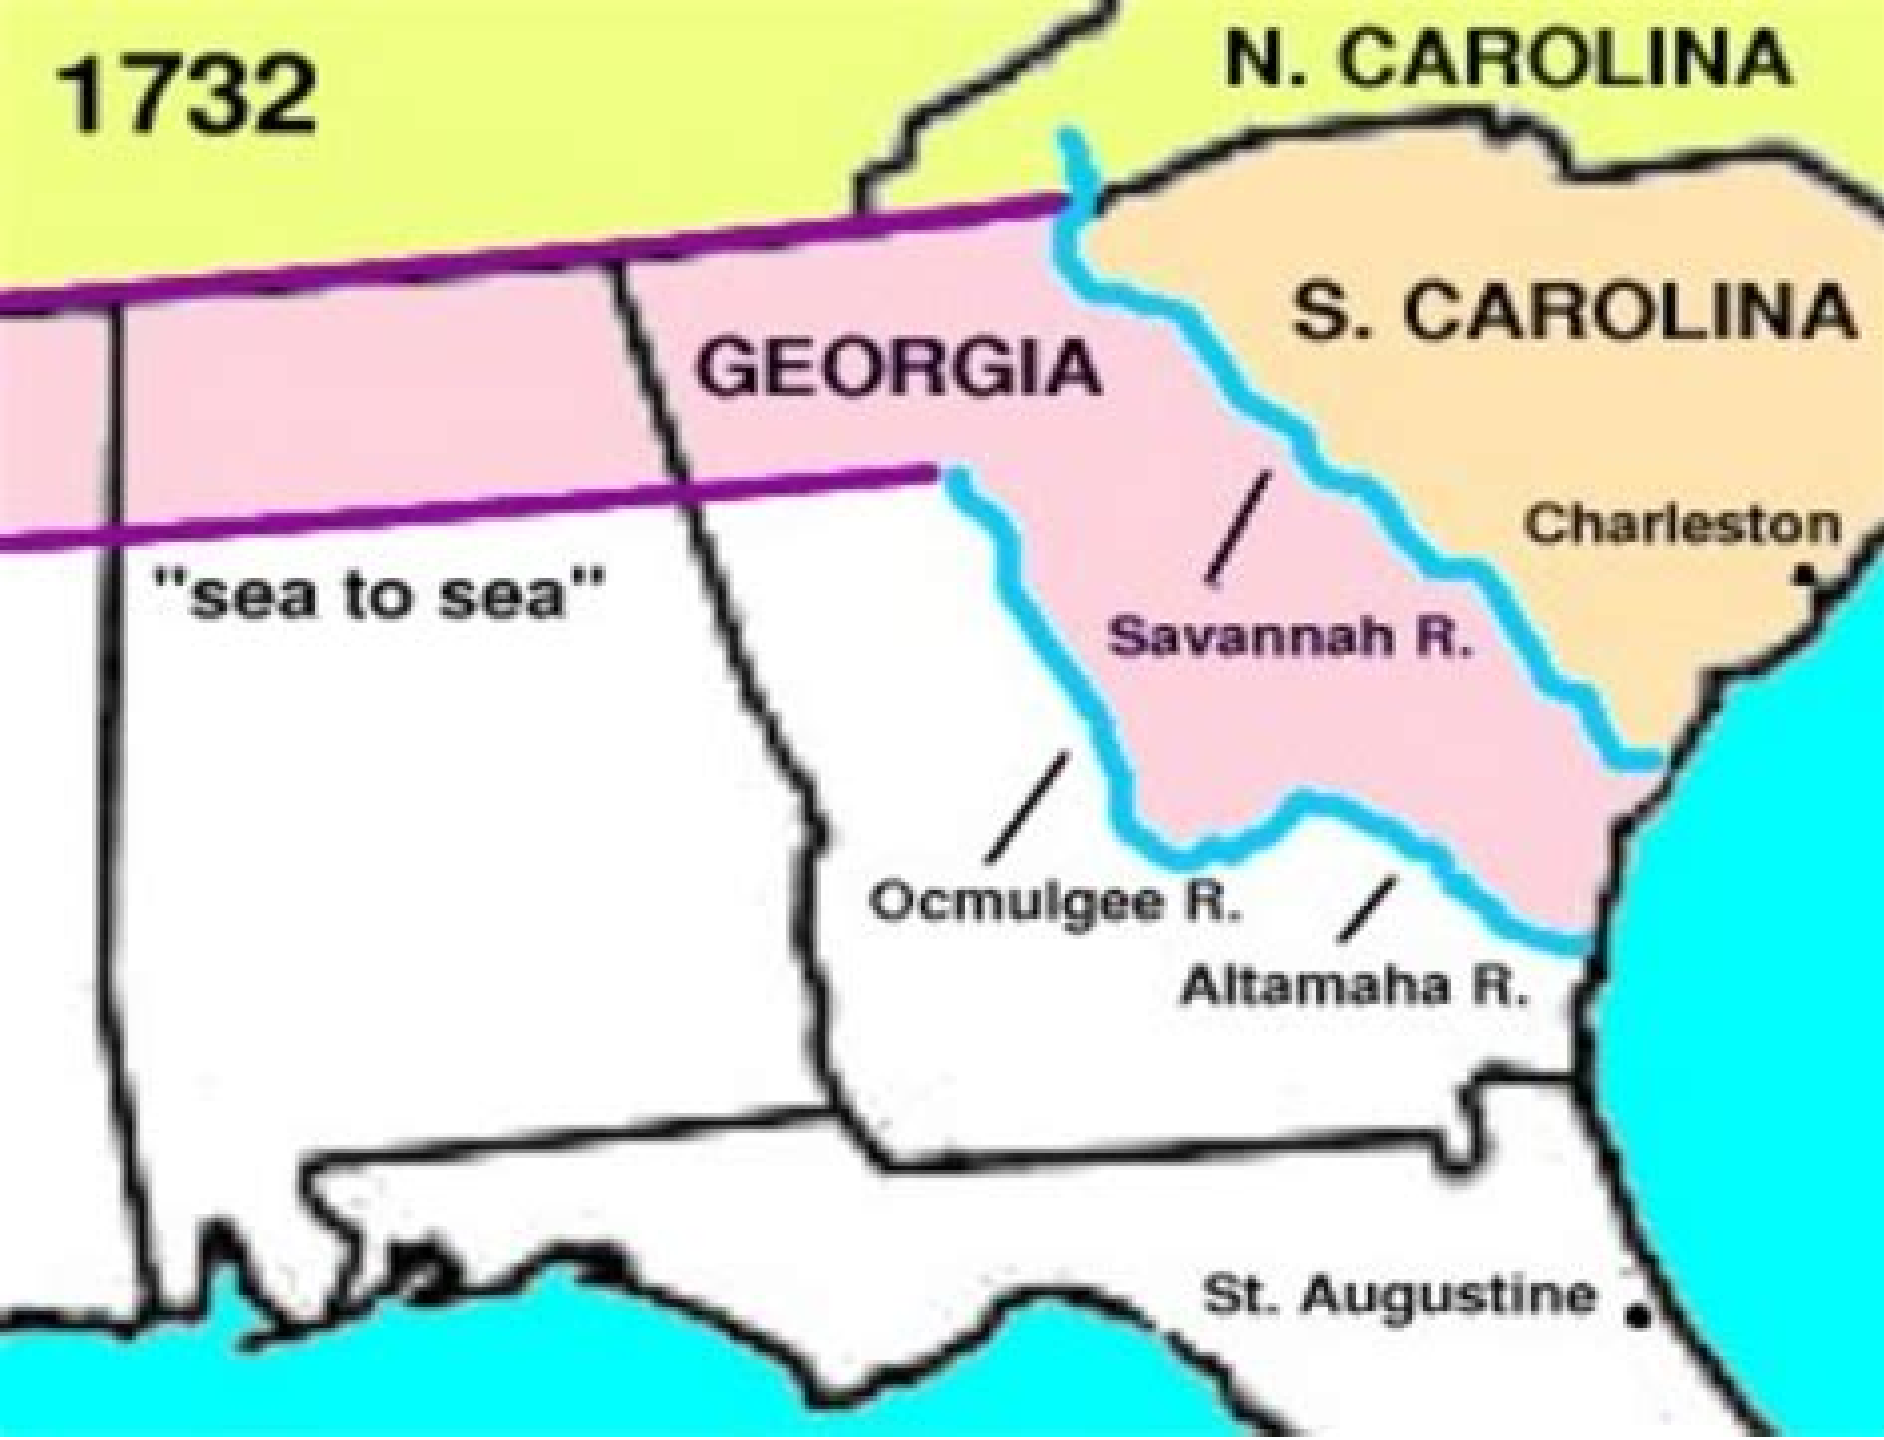 1732
N. CAROLINA
S. CAROLINA
GEORGIA
Charleston
"sea to sea"
Savannah R.
Ocmulgee R.
Altamaha R.
St. Augustine